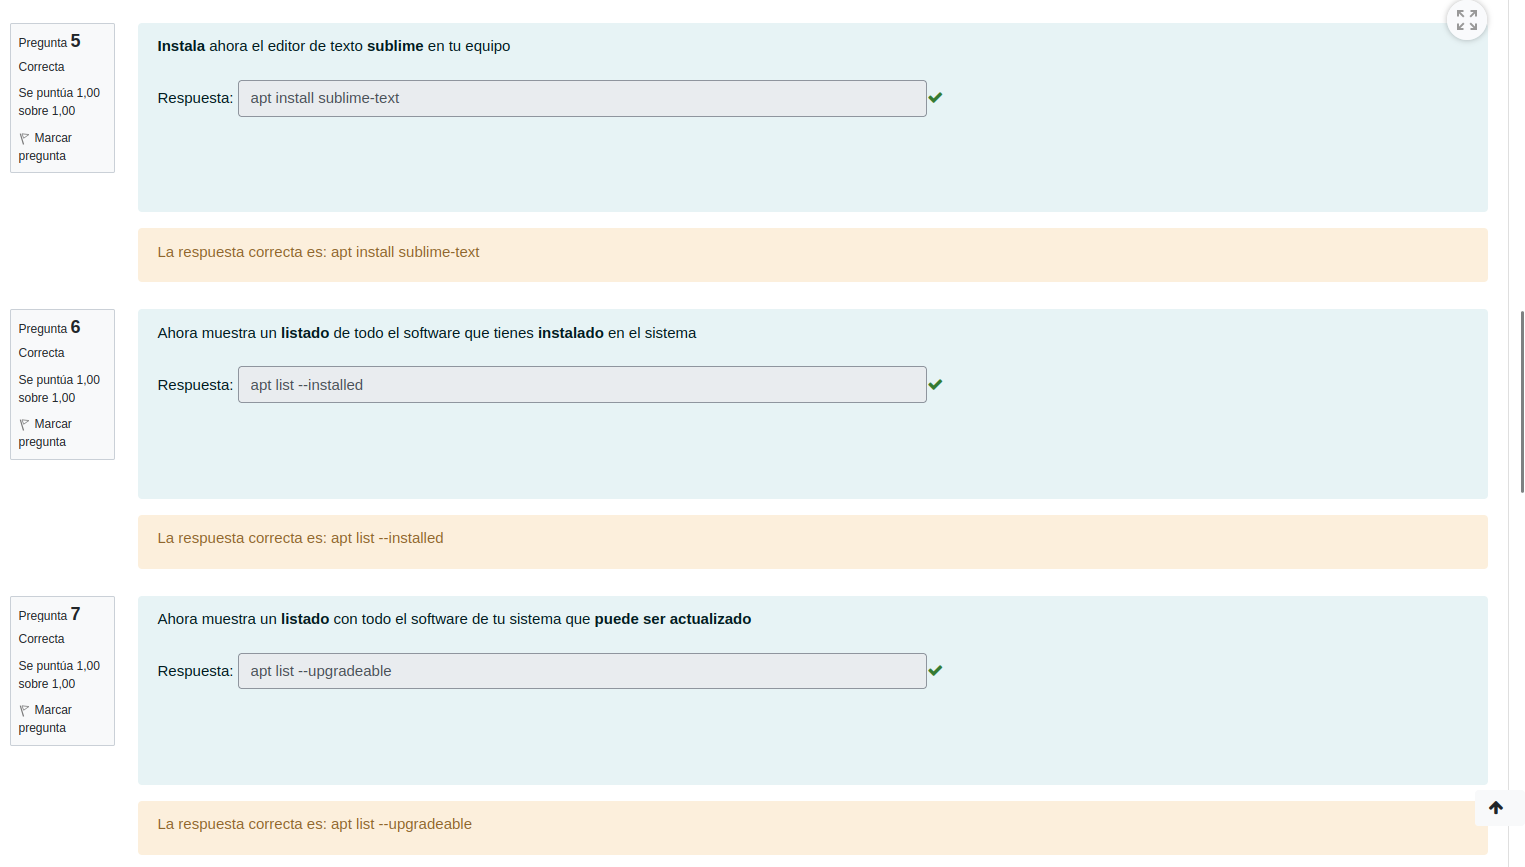 Pregunta 5
Correcta
Se puntúa 1,00
sobre 1,00
Marcar
pregunta
Instala ahora el editor de texto sublime en tu equipo
Respuesta: apt install sublime-text
La respuesta correcta es: apt install sublime-text
Pregunta 6
Correcta
Se puntúa 1,00
sobre 1,00
Marcar
pregunta
Ahora muestra un listado de todo el software que tienes instalado en el sistema
Respuesta: apt list --installed
La respuesta correcta es: apt list --installed
Pregunta 7
Correcta
Se puntúa 1,00
sobre 1,00
Marcar
pregunta
Ahora muestra un listado con todo el software de tu sistema que puede ser actualizado
Respuesta: apt list --upgradeable
La respuesta correcta es: apt list --upgradeable